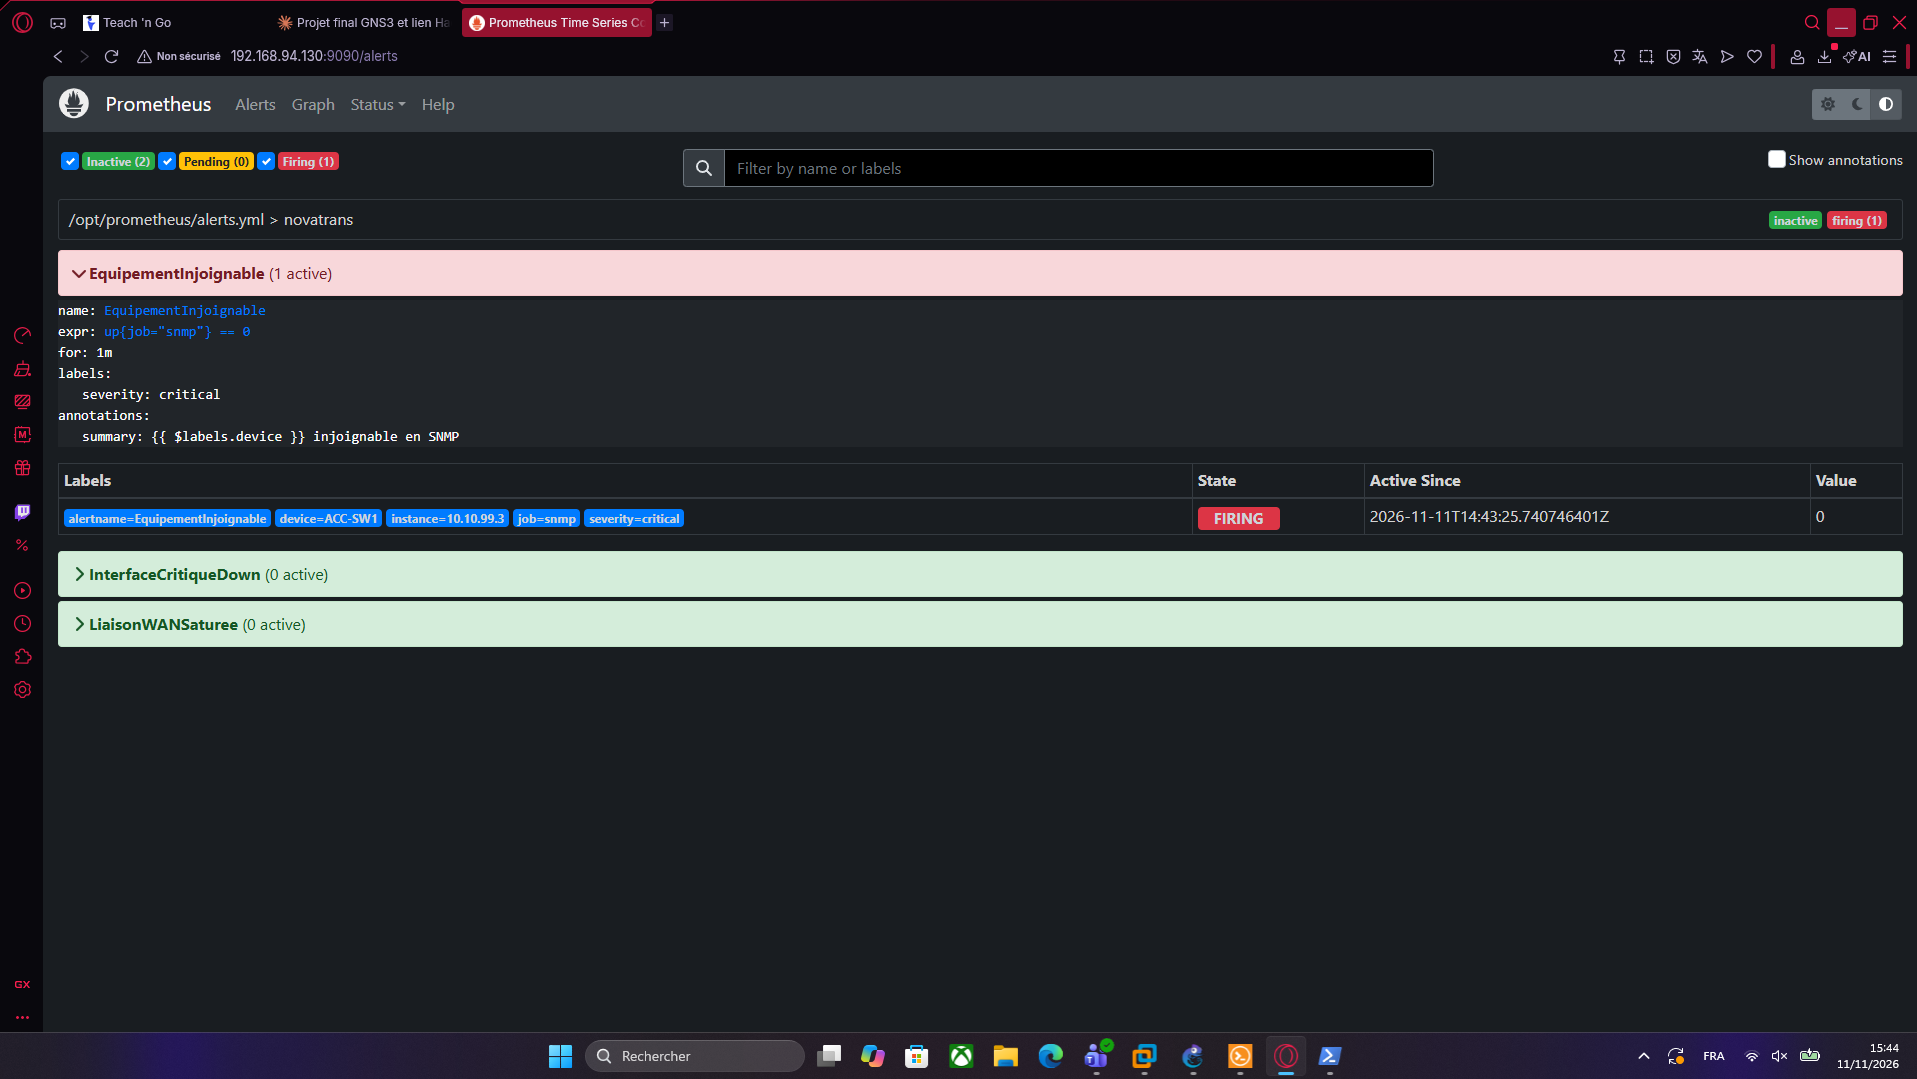 Teach 'n Go
Projet final GNS3 et lien Ha
Prometheus Time Series Co
Non sécurisé 192.168.94.130:9090/alerts
AI
Prometheus Alerts Graph Status Help
Inactive (2) Pending (0) Firing (1)
Filter by name or labels
Show annotations
/opt/prometheus/alerts.yml > novatrans
inactive firing (1)
EquipementInjoignable (1 active)
name: EquipementInjoignable
expr: up{job="snmp"} == 0
for: 1m
labels:
severity: critical
annotations:
summary: {{ $labels.device }} injoignable en SNMP
Labels State Active Since Value
alertname=EquipementInjoignable device=ACC-SW1 instance=10.10.99.3 job=snmp severity=critical FIRING 2026-11-11T14:43:25.740746401Z 0
InterfaceCritiqueDown (0 active)
LiaisonWANSaturee (0 active)
GX
Rechercher
FRA
15:44
11/11/2026